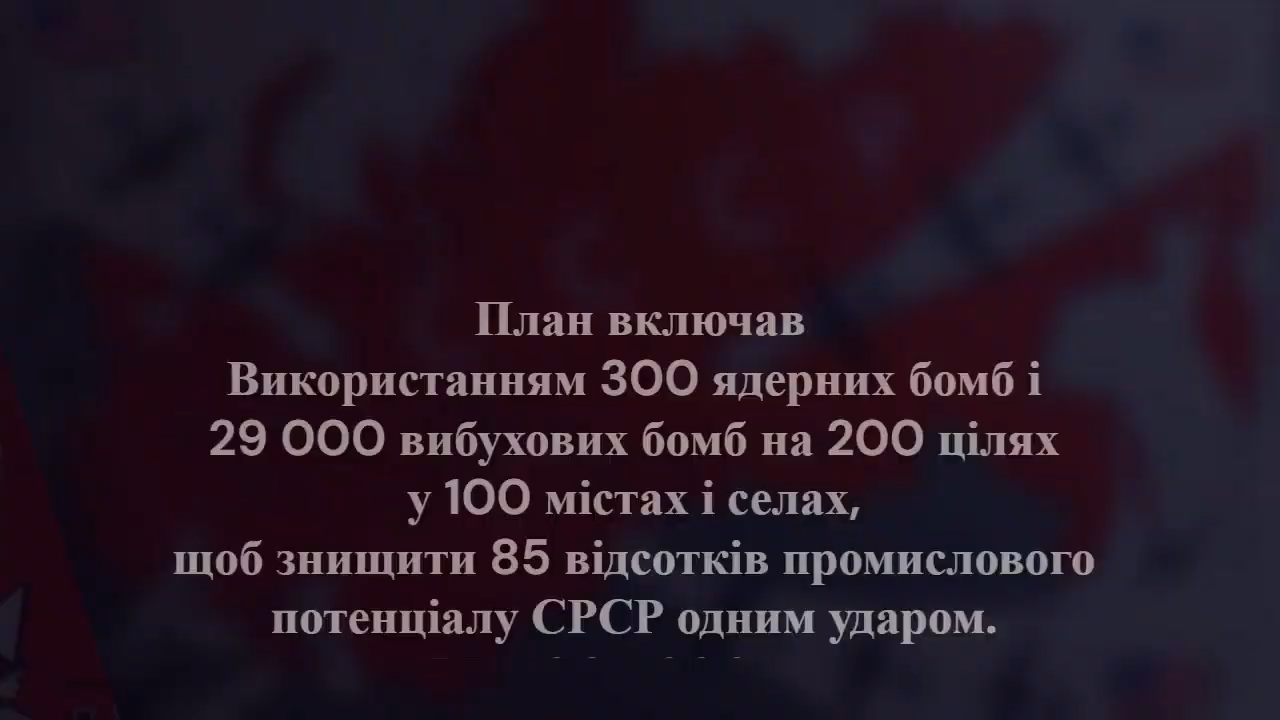 План включав
Використанням 300 ядерних бомб і
29 000 вибухових бомб на 200 цілях
у 100 містах і селах,
щоб знищити 85 відсотків промислового
потенціалу СРСР одним ударом.